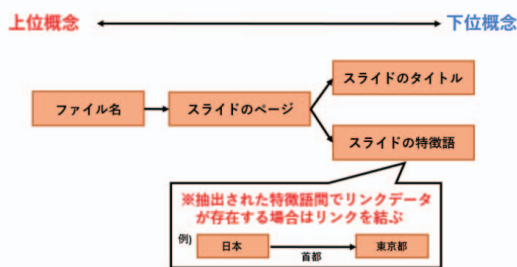 上位概念
下位概念
スライドのタイトル
ファイル名
スライドのページ
スライドの特徴語
※抽出された特徴語間でリンクデータ
が存在する場合はリンクを結ぶ
例)
日本
首都
東京都